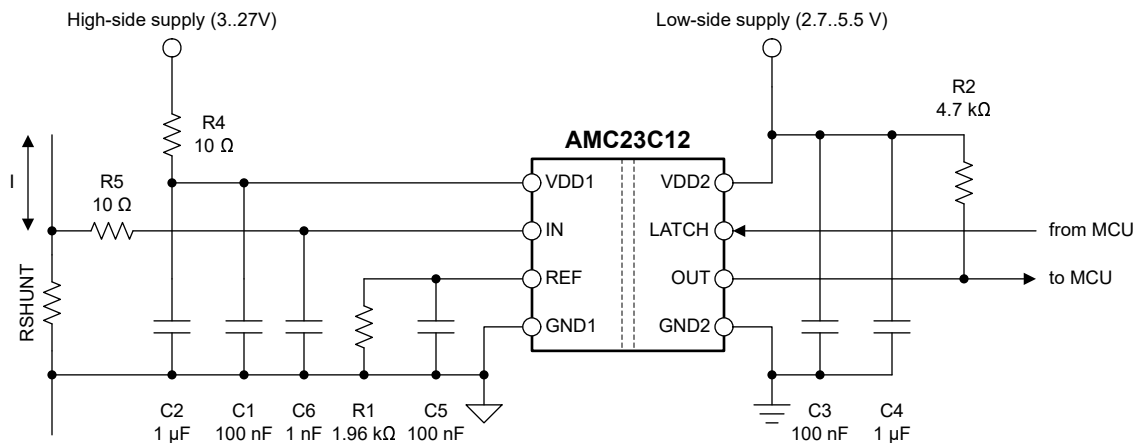 High-side supply (3..27V)
Low-side supply (2.7..5.5 V)
R4
10 Ω
R2
4.7 kΩ
AMC23C12
I
R5
10 Ω
VDD1
VDD2
IN
LATCH
from MCU
REF
OUT
to MCU
RSHUNT
GND1
GND2
C2
1 µF
C1
100 nF
C6
1 nF
R1
1.96 kΩ
C5
100 nF
C3
100 nF
C4
1 µF